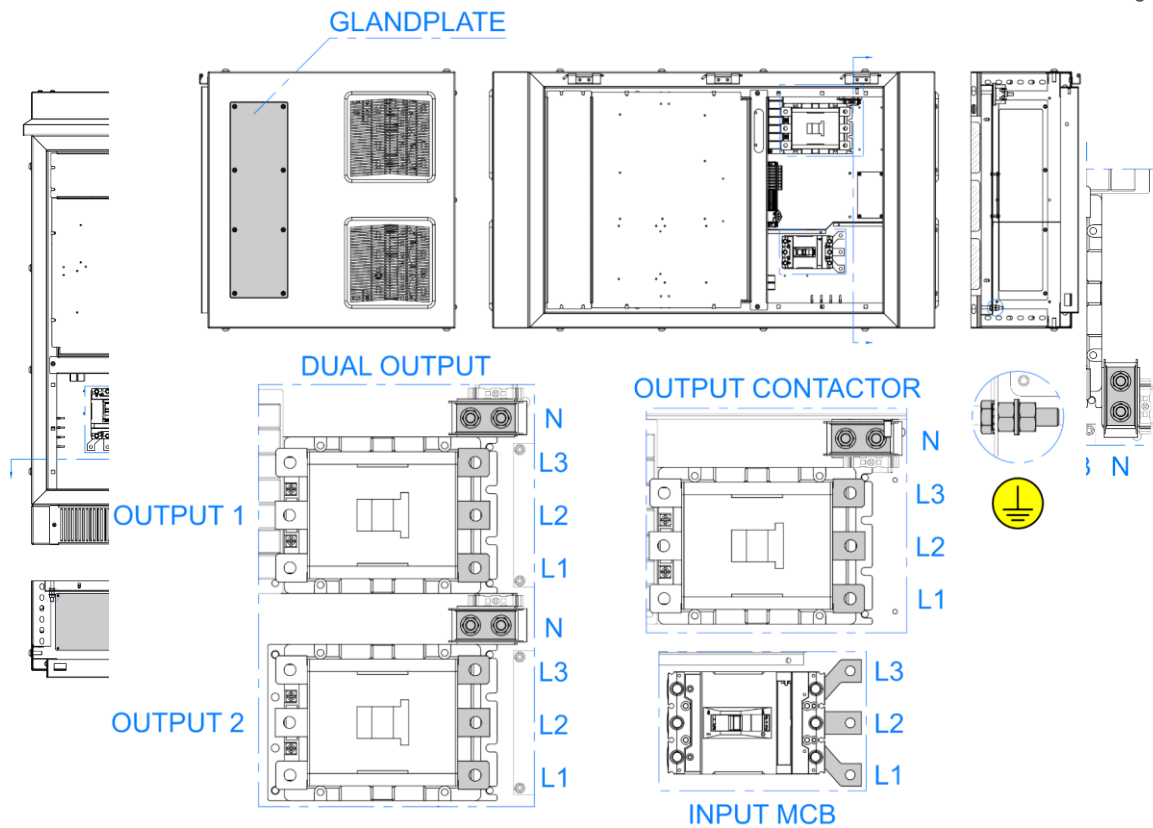 GLANDPLATE
DUAL OUTPUT
OUTPUT CONTACTOR
N
L3
OUTPUT 1
L2
L1
N
L3
OUTPUT 2
L2
L1
N
L3
L2
L1
L3
L2
L1
INPUT MCB
N